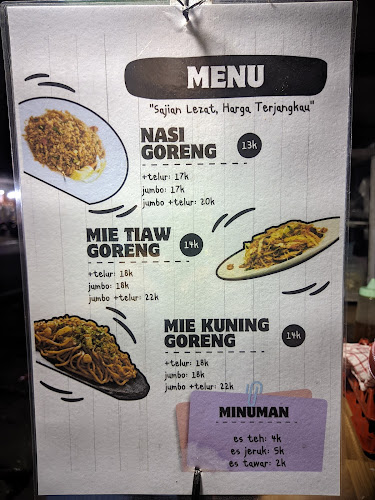 MENU
"Sajian Lezat, Harga Terjangkau"
NASI
GORENG 13k
+telur: 17k
jumbo: 17k
jumbo +telur: 20k
MIE TIAW
GORENG 14k
+telur: 18k
jumbo: 18k
jumbo +telur: 22k
MIE KUNING
GORENG 14k
+telur: 18k
jumbo: 18k
jumbo +telur: 22k
MINUMAN
es teh: 4k
es jeruk: 5k
es tawar: 2k